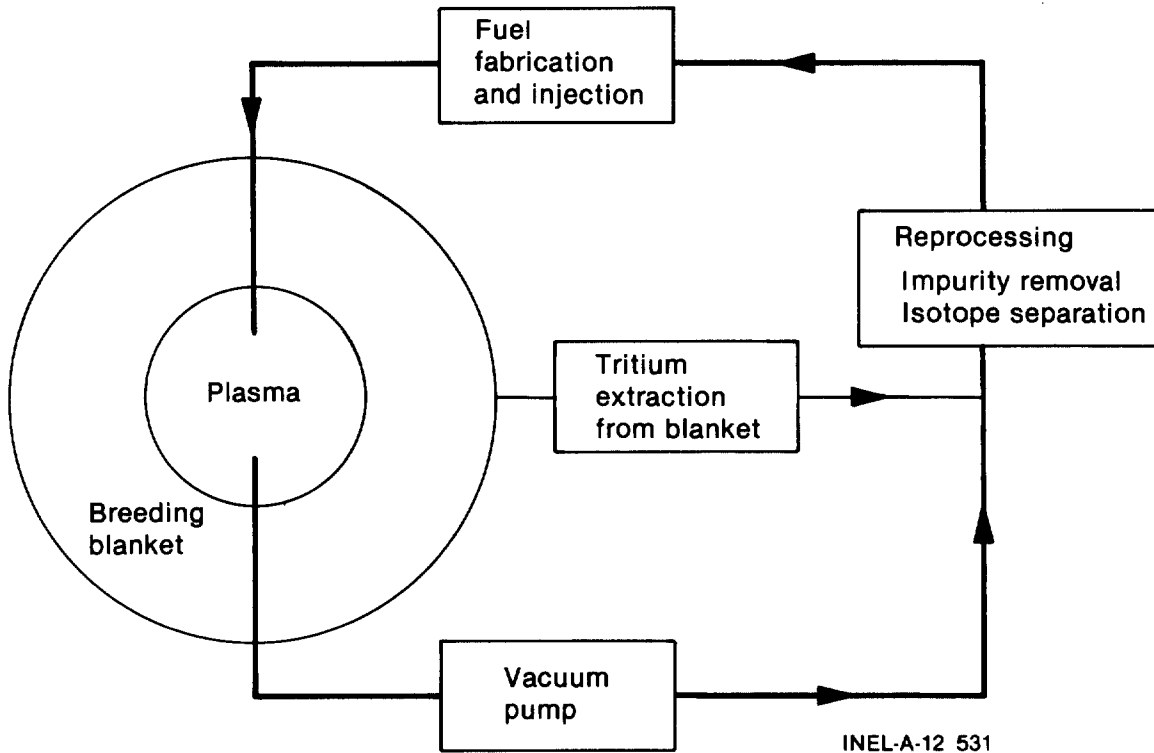 Fuel
fabrication
and injection
Reprocessing
Impurity removal
Isotope separation
Tritium
extraction
from blanket
Plasma
Breeding
blanket
Vacuum
pump
INEL-A-12 531